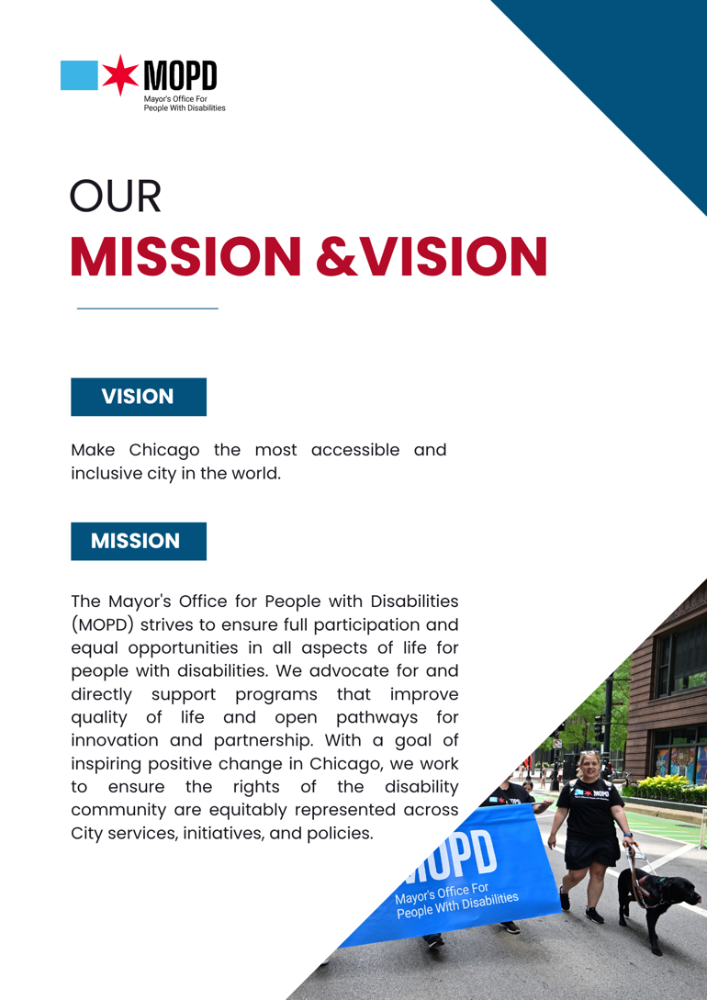 MOPD
Mayor's Office For
People With Disabilities
OUR
MISSION &VISION
VISION
Make Chicago the most accessible and
inclusive city in the world.
MISSION
The Mayor's Office for People with Disabilities
(MOPD) strives to ensure full participation and
equal opportunities in all aspects of life for
people with disabilities. We advocate for and
directly support programs that improve
quality of life and open pathways for
innovation and partnership. With a goal of
inspiring positive change in Chicago, we work
to ensure the rights of the disability
community are equitably represented across
City services, initiatives, and policies.
MOPD
MOPD
Mayor's Office For
People With Disabilities